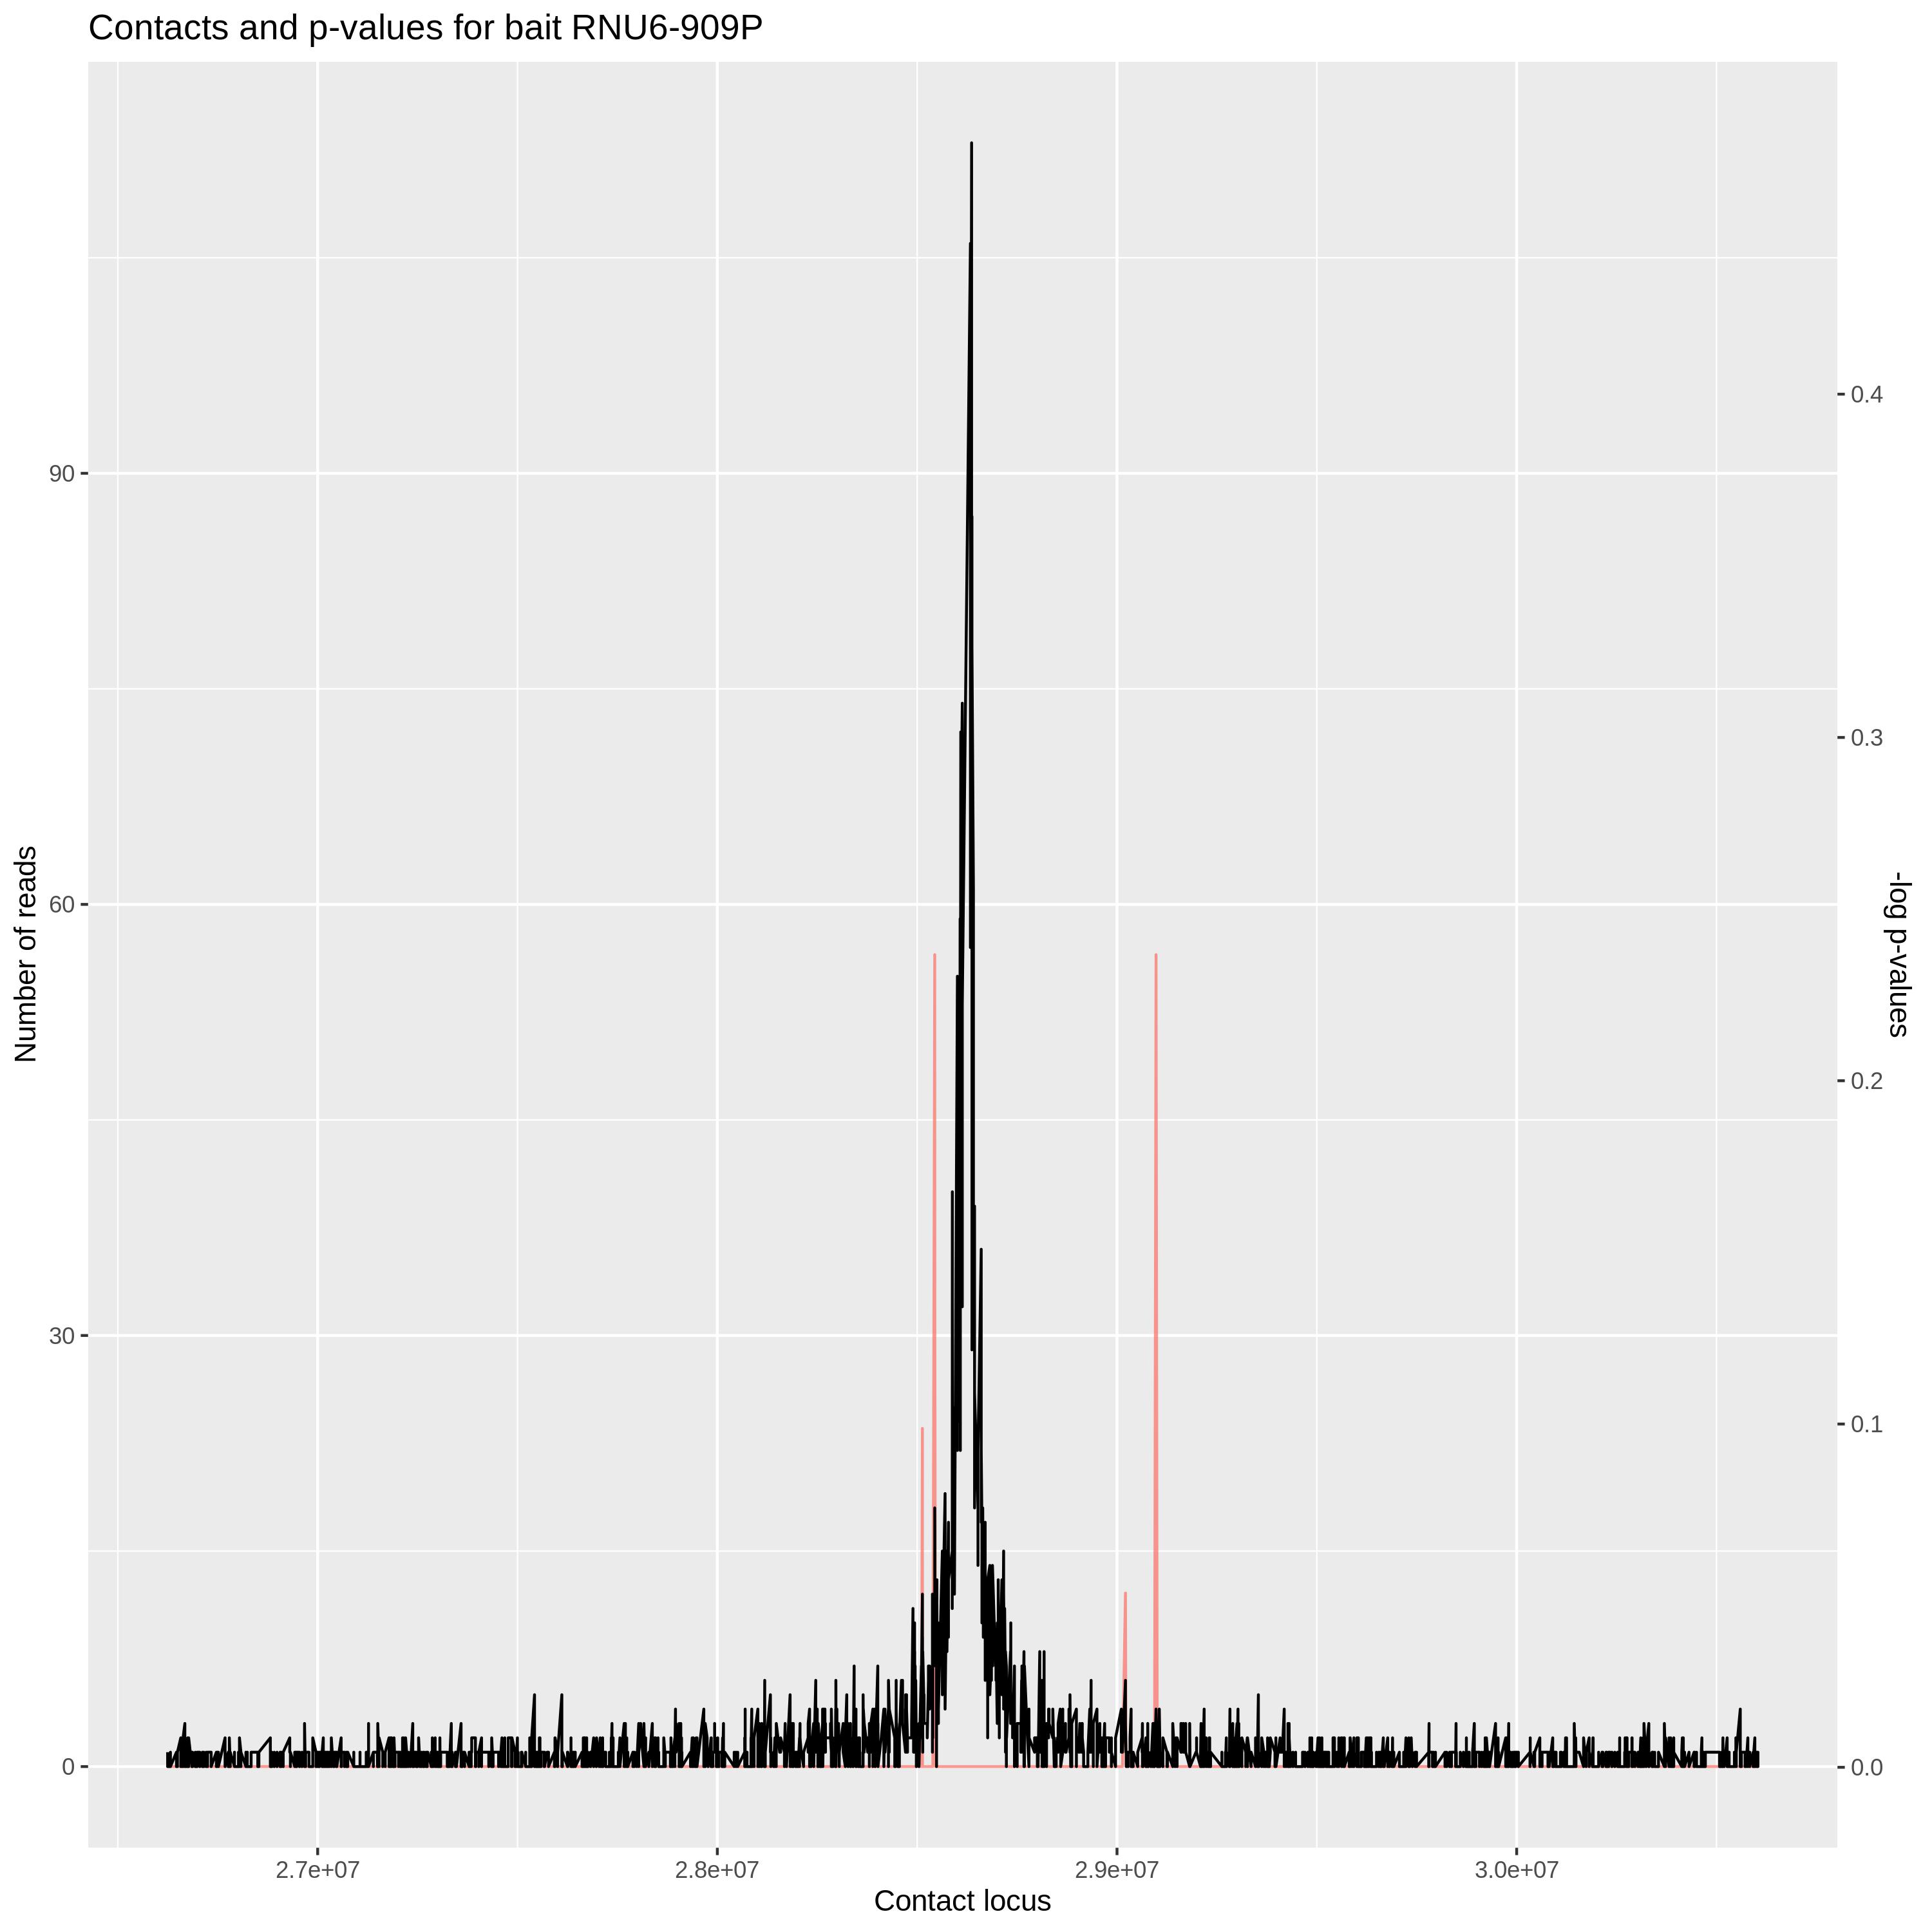 Contacts and p-values for bait RNU6-909P
Number of reads
90
60
30
0
0.4
0.3
0.2
0.1
0.0
-log p-values
2.7e+07
2.8e+07
2.9e+07
3.0e+07
Contact locus